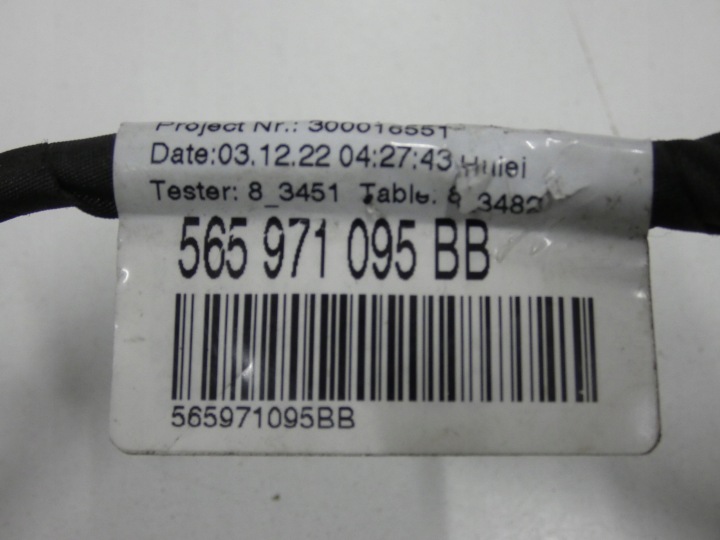 Project Nr.: 300016551
Date:03.12.22 04:27:43
Tester: 8_3451 Table: 8_3482
565 971 095 BB
565971095BB